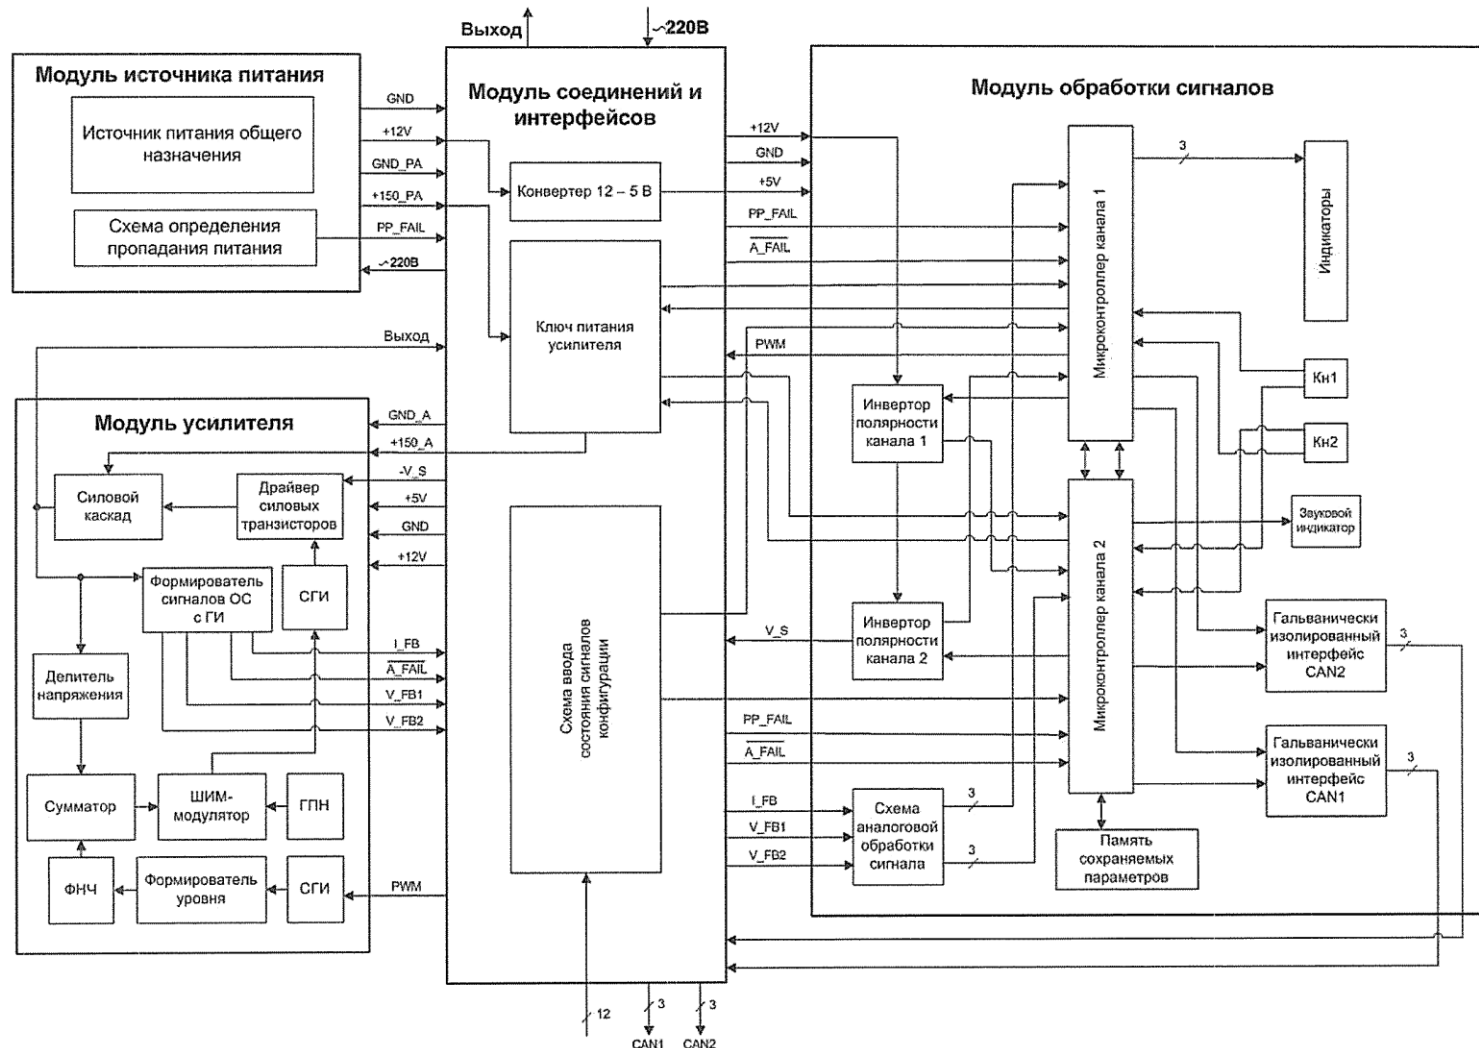 Выход
~220В
Модуль источника питания
Источник питания общего
назначения
Схема определения
пропадания питания
GND
+12V
GND_PA
+150_PA
PP_FAIL
~220В
Выход
Модуль соединений и
интерфейсов
Конвертер 12 – 5 В
Ключ питания
усилителя
Схема ввода
состояния сигналов
конфигурации
12
3
CAN1
3
CAN2
Модуль усилителя
GND_A
+150_A
-V_S
+5V
GND
+12V
Силовой
каскад
Драйвер
силовых
транзисторов
Формирователь
сигналов ОС
с ГИ
СГИ
I_FB
A_FAIL
V_FB1
V_FB2
Делитель
напряжения
Сумматор
ШИМ-
модулятор
ГПН
ФНЧ
Формирователь
уровня
СГИ
PWM
Модуль обработки сигналов
+12V
GND
+5V
PP_FAIL
A_FAIL
PWM
Микроконтроллер канала 1
3
Индикаторы
Кн1
Кн2
Инвертор
полярности
канала 1
Звуковой
индикатор
Микроконтроллер канала 2
Инвертор
полярности
канала 2
V_S
Гальванически
изолированный
интерфейс
CAN2
3
PP_FAIL
A_FAIL
Гальванически
изолированный
интерфейс
CAN1
3
I_FB
V_FB1
V_FB2
Схема
аналоговой
обработки
сигнала
3
3
Память
сохраняемых
параметров